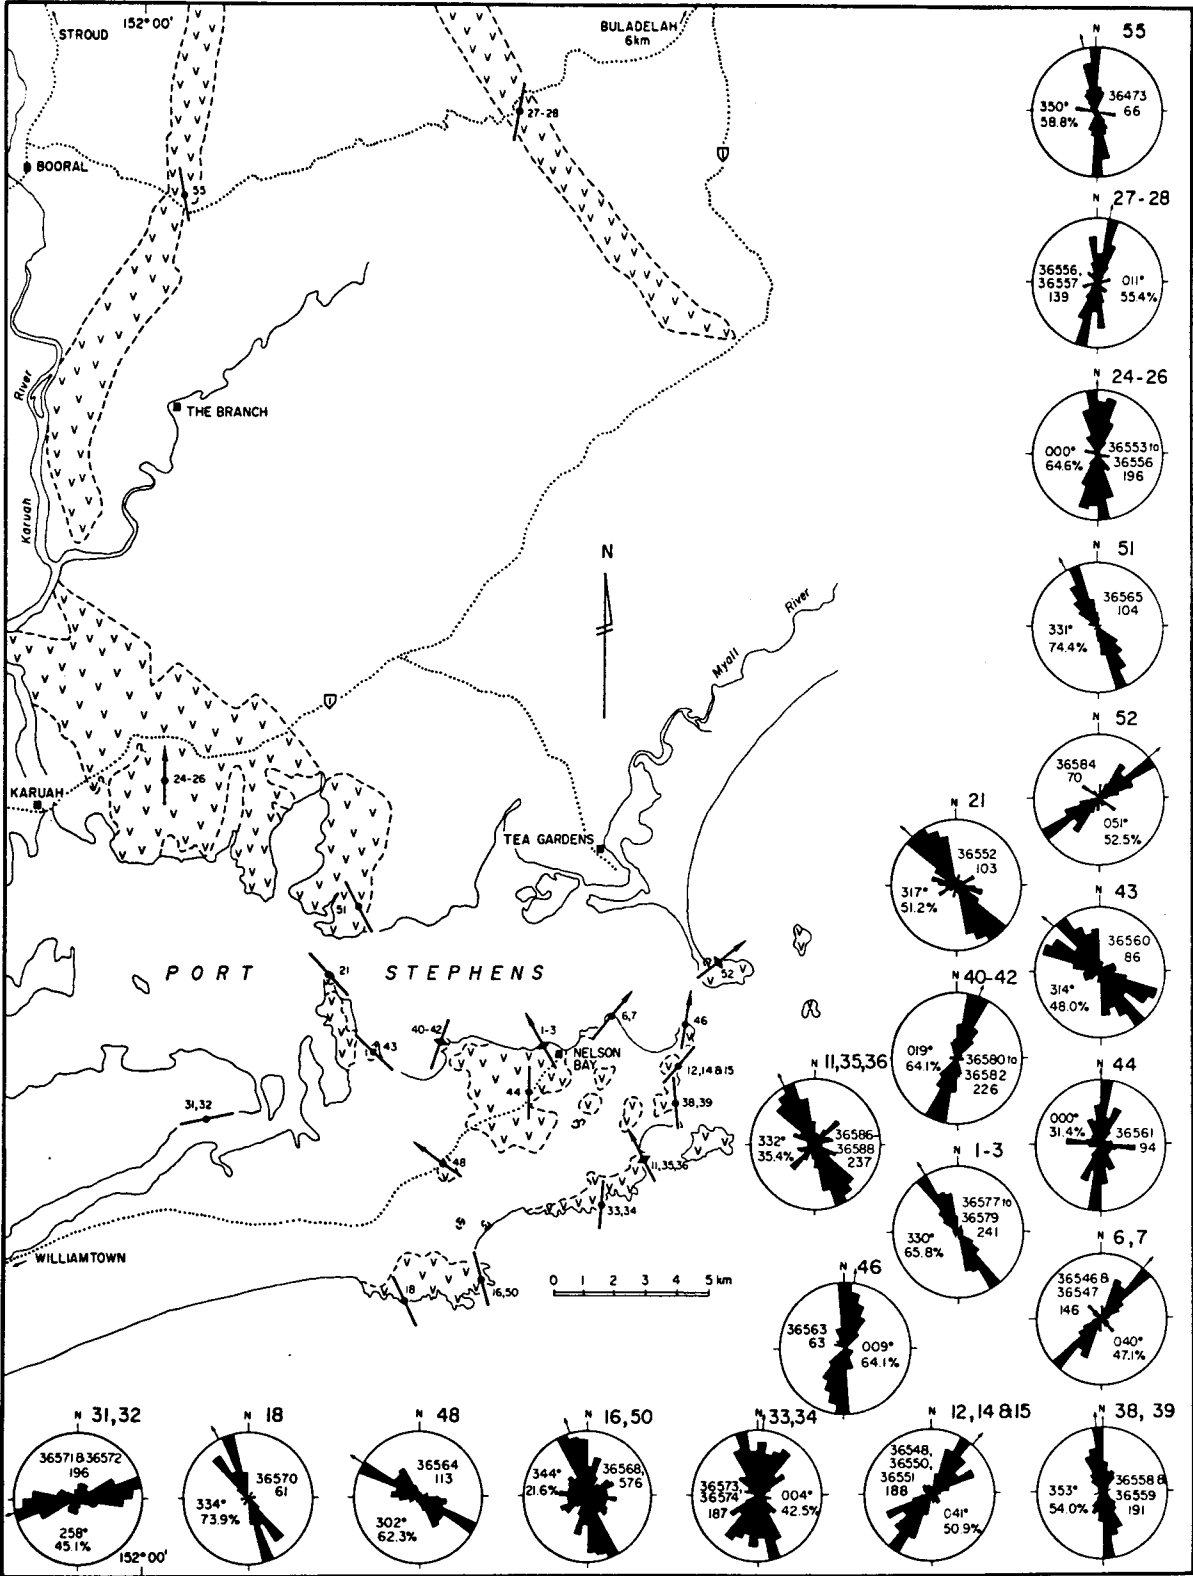 152°00'
STROUD
BULADELAH
6km
27-28
1
BOORAL
55
River
THE BRANCH
Karuah
N
River
Myall
1
KARUAH
24-26
TEA GARDENS
51
PORT STEPHENS
21
52
40-42
1-3
6,7
46
43
NELSON
BAY
12,14&15
44
38,39
31,32
48
11,35,36
33,34
WILLIAMTOWN
18
16,50
0 1 2 3 4 5 km
N 55
350°
58.8%
36473
66
N 27-28
36556,
36557
139
011°
55.4%
N 24-26
000°
64.6%
36553 to
36556
196
N 51
36565
104
331°
74.4%
N 52
36584
70
051°
52.5%
N 21
36552
103
317°
51.2%
N 43
36560
86
314°
48.0%
N 40-42
019°
64.1%
36580 to
36582
226
N 11,35,36
332°
35.4%
36586-
36588
237
N 44
000°
31.4%
36561
94
N 1-3
36577 to
36579
241
330°
65.8%
N 6,7
36546 &
36547
146
040°
47.1%
N 46
36563
63
009°
64.1%
N 31,32
36571 & 36572
196
258°
45.1%
N 18
36570
61
334°
73.9%
N 48
36564
113
302°
62.3%
N 16,50
344°
21.6%
36568,
576
N 33,34
36573,
36574
187
004°
42.5%
N 12,14 & 15
36548,
36550,
36551
188
041°
50.9%
N 38, 39
353°
54.0%
36558 &
36559
191
152°00'